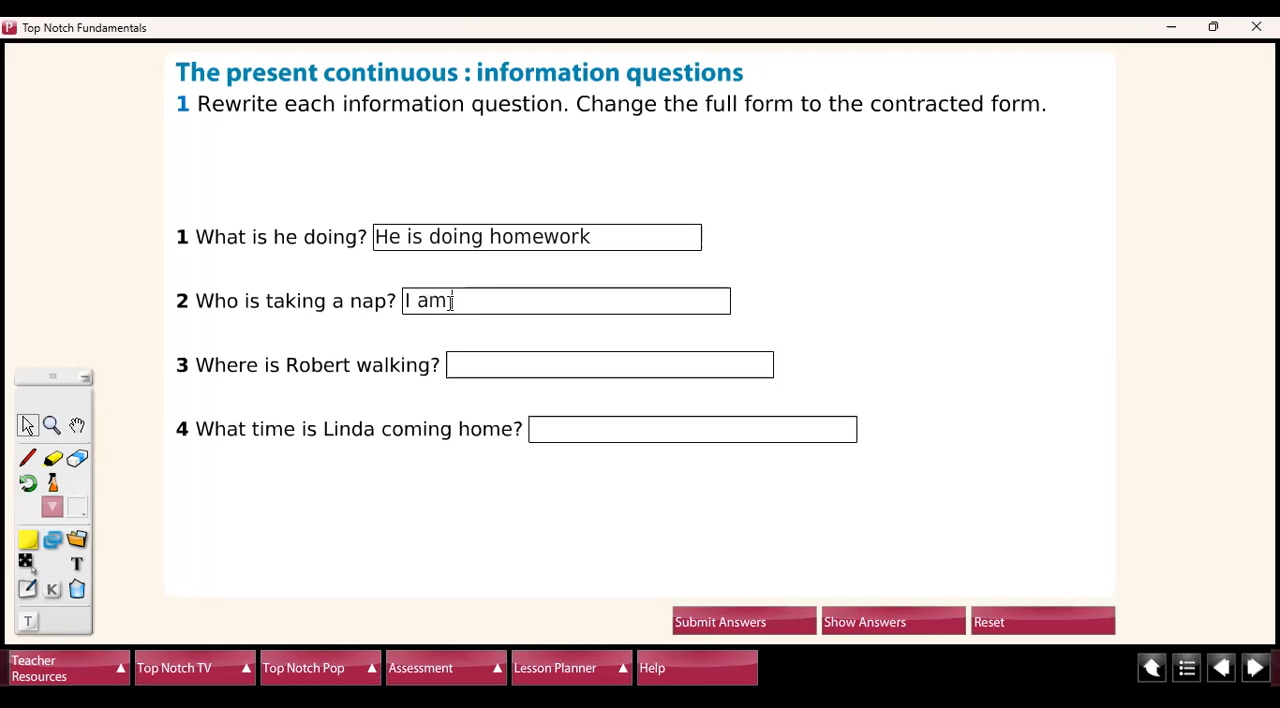 Top Notch Fundamentals
The present continuous : information questions
1 Rewrite each information question. Change the full form to the contracted form.
1 What is he doing? He is doing homework
2 Who is taking a nap? I am
3 Where is Robert walking?
4 What time is Linda coming home?
T
K
T
Submit Answers
Show Answers
Reset
Teacher Resources
Top Notch TV
Top Notch Pop
Assessment
Lesson Planner
Help